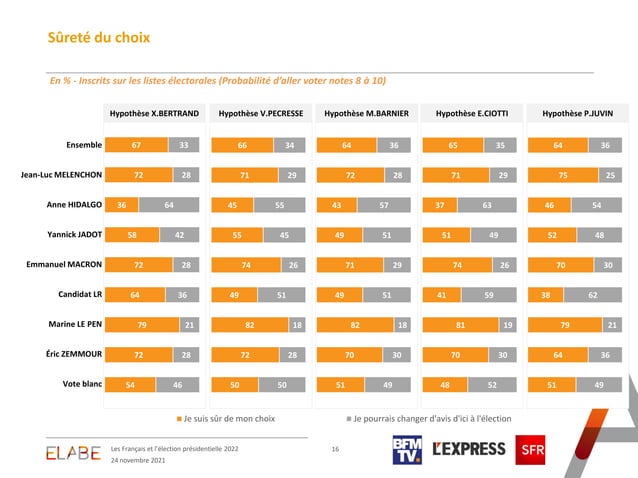 Sûreté du choix
En % - Inscrits sur les listes électorales (Probabilité d'aller voter notes 8 à 10)
Hypothèse X.BERTRAND Hypothèse V.PECRESSE Hypothèse M.BARNIER Hypothèse E.CIOTTI Hypothèse P.JUVIN
Ensemble 67 33 66 34 64 36 65 35 64 36
Jean-Luc MELENCHON 72 28 71 29 72 28 71 29 75 25
Anne HIDALGO 36 64 45 55 43 57 37 63 46 54
Yannick JADOT 58 42 55 45 49 51 51 49 52 48
Emmanuel MACRON 72 28 74 26 71 29 74 26 70 30
Candidat LR 64 36 49 51 49 51 41 59 38 62
Marine LE PEN 79 21 82 18 82 18 81 19 79 21
Éric ZEMMOUR 72 28 72 28 70 30 70 30 64 36
Vote blanc 54 46 50 50 51 49 48 52 51 49
Je suis sûr de mon choix Je pourrais changer d'avis d'ici à l'élection
ELABE Les Français et l'élection présidentielle 2022 16 BFM TV. L'EXPRESS SFR
24 novembre 2021